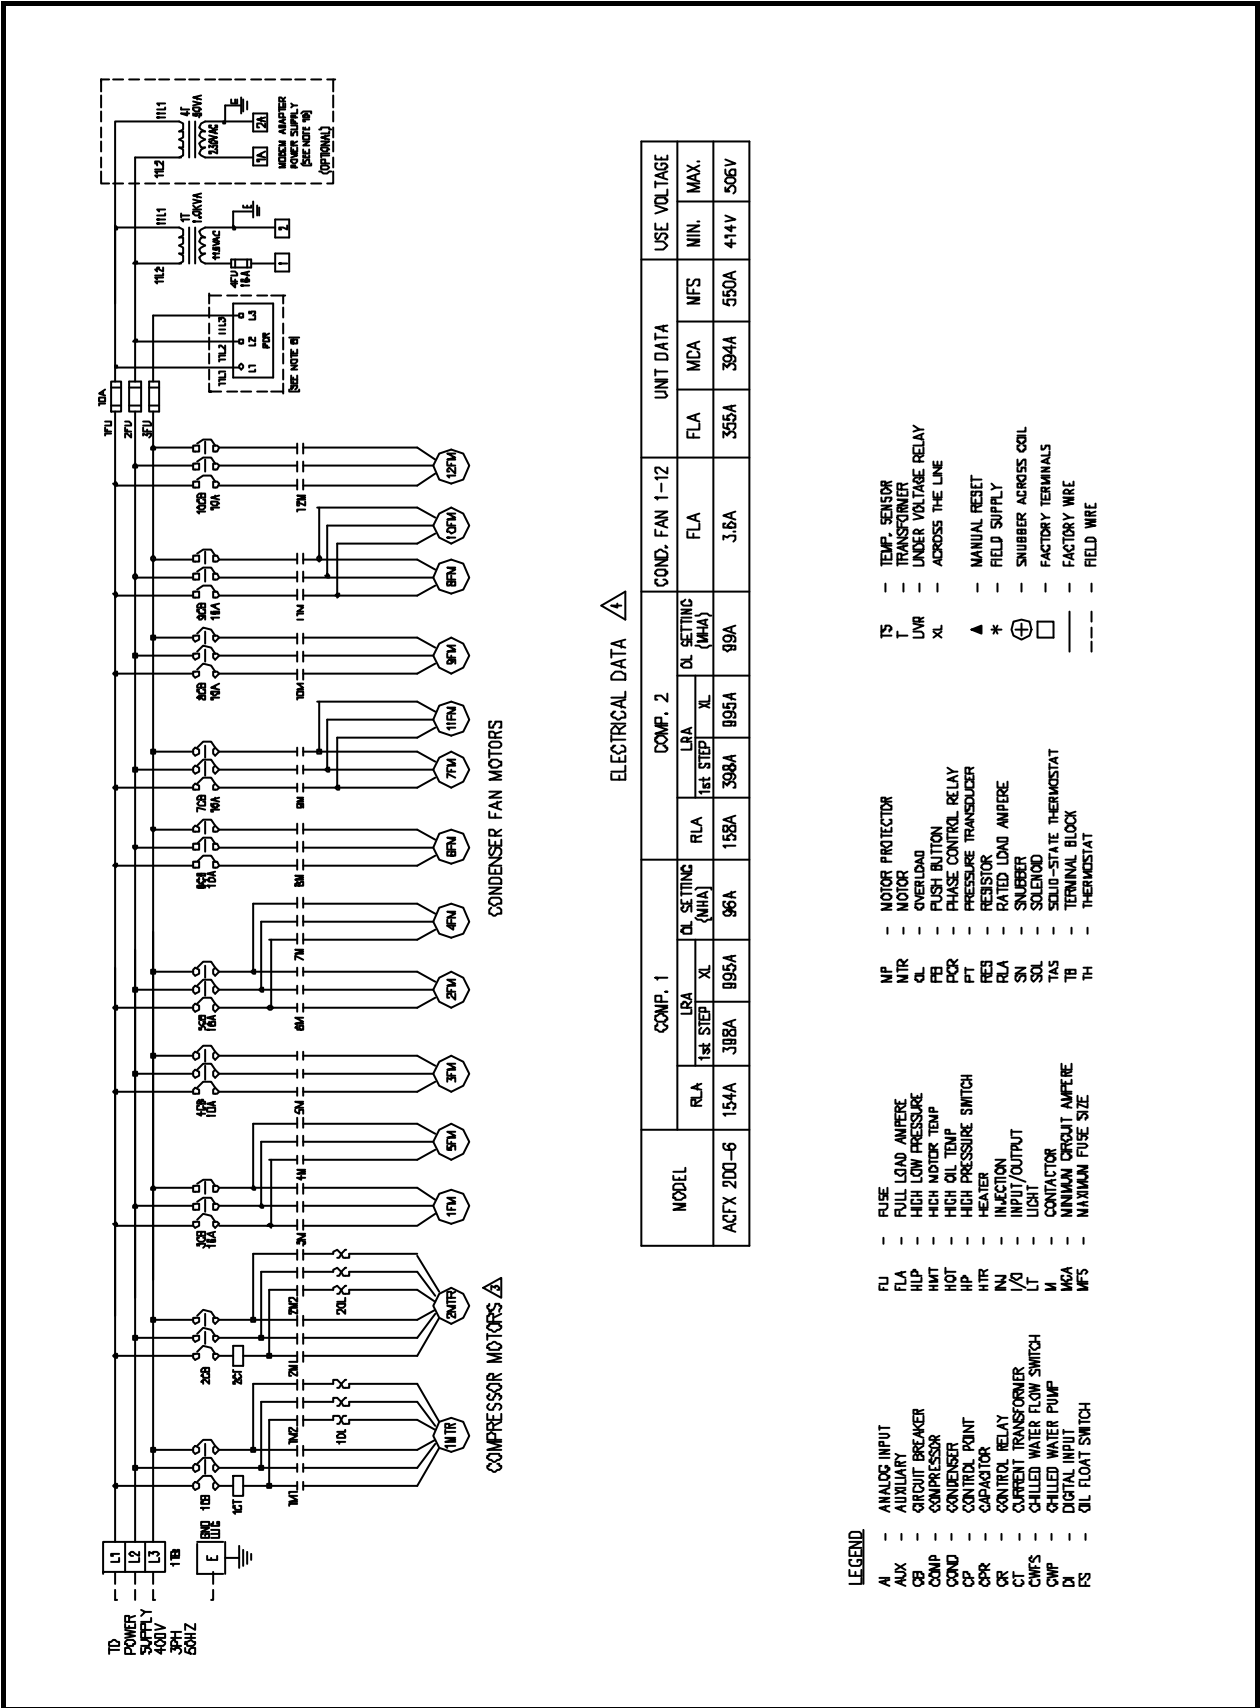 TO
POWER
SUPPLY
3PH
60HZ
L1
L2
L3
1TB
E
GND
1CB
1CT
1M1
1M2
1OL
1MTR
2CB
2CT
2M1
2M2
2OL
2MTR
COMPRESSOR MOTORS 3
3CB
16A
3M
4M
1FM
5FM
4CB
10A
5M
3FM
5CB
16A
6M
7M
2FM
4FM
6CB
10A
8M
6FM
7CB
16A
9M
7FM
11FM
8CB
10A
10M
9FM
9CB
16A
11M
8FM
10FM
10CB
10A
12M
12FM
CONDENSER FAN MOTORS
10A
1FU
2FU
3FU
11L1
11L2
11L3
L1
L2
L3
PCR
11L2
11L1
1T
1.0KVA
115VAC
4FU
E
1
2
11L2
11L1
4T
230VAC
1A
2A
MODEM ADAPTER
POWER SUPPLY
(OPTIONAL)
ELECTRICAL DATA 4
MODEL
COMP. 1
COMP. 2
COND. FAN 1-12
UNIT DATA
USE VOLTAGE
RLA
LRA
1st STEP
XL
OL SETTING
(MHA)
RLA
LRA
1st STEP
XL
OL SETTING
(MHA)
FLA
FLA
MCA
MFS
MIN.
MAX.
ACFX 200-6
154A
398A
995A
96A
158A
398A
995A
99A
3.6A
355A
394A
550A
414V
506V
LEGEND
AI - ANALOG INPUT
AUX - AUXILIARY
CB - CIRCUIT BREAKER
COMP - COMPRESSOR
COND - CONDENSER
CP - CONTROL POINT
CPR - CAPACITOR
CR - CONTROL RELAY
CT - CURRENT TRANSFORMER
CWFS - CHILLED WATER FLOW SWITCH
CWP - CHILLED WATER PUMP
DI - DIGITAL INPUT
FS - OIL FLOAT SWITCH
FU - FUSE
FLA - FULL LOAD AMPERE
HLP - HIGH LOW PRESSURE
HMT - HIGH MOTOR TEMP
HOT - HIGH OIL TEMP
HP - HIGH PRESSURE SWITCH
HTR - HEATER
INJ - INJECTION
I/O - INPUT/OUTPUT
LT - LIGHT
M - CONTACTOR
MCA - MINIMUM CIRCUIT AMPERE
MFS - MAXIMUM FUSE SIZE
MP - MOTOR PROTECTOR
MTR - MOTOR
OL - OVERLOAD
PB - PUSH BUTTON
PCR - PHASE CONTROL RELAY
PT - PRESSURE TRANSDUCER
RES - RESISTOR
RLA - RATED LOAD AMPERE
SN - SNUBBER
SOL - SOLENOID
TAS - SOLID-STATE THERMOSTAT
TB - TERMINAL BLOCK
TH - THERMOSTAT
TS - TEMP. SENSOR
T - TRANSFORMER
UVR - UNDER VOLTAGE RELAY
XL - ACROSS THE LINE
▲ - MANUAL RESET
* - FIELD SUPPLY
- SNUBBER ACROSS COIL
- FACTORY TERMINALS
- FACTORY WIRE
- FIELD WIRE